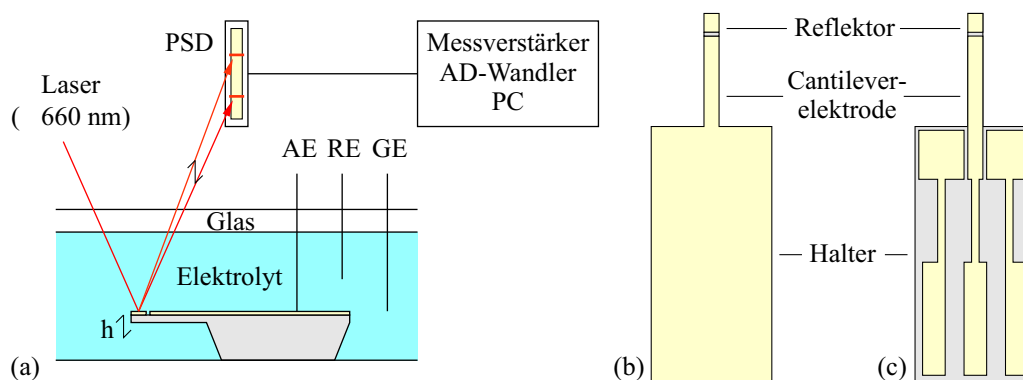 PSD
Messverstärker
AD-Wandler
PC
Laser
( 660 nm)
AE RE GE
Glas
Elektrolyt
h
(a)
Reflektor
Cantilever-
elektrode
Halter
(b)
(c)